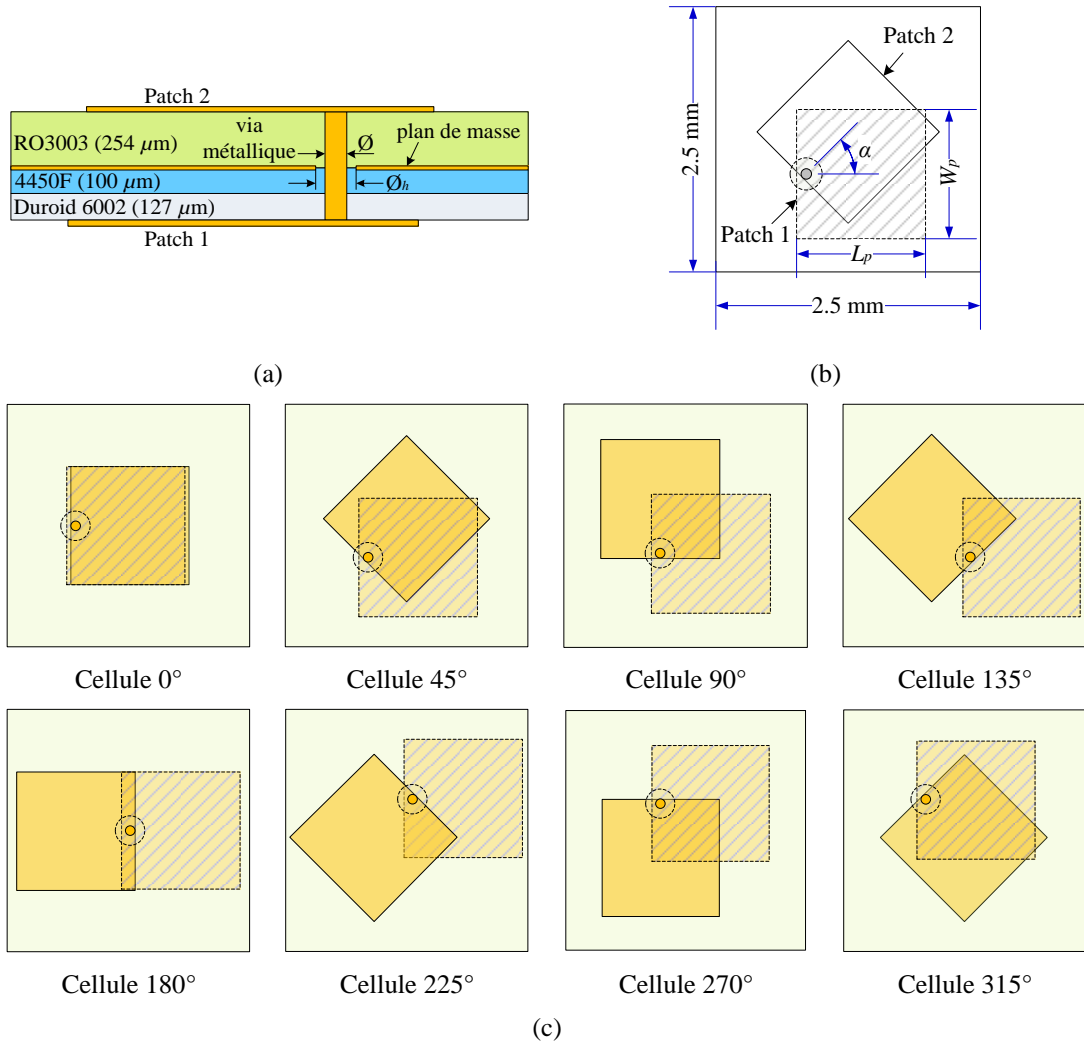 Patch 2
RO3003 (254 µm)
via
métallique
Ø
plan de masse
4450F (100 µm)
Øh
Duroid 6002 (127 µm)
Patch 1
(a)
Patch 2
2.5 mm
α
Wp
Patch 1
Lp
2.5 mm
(b)
Cellule 0°
Cellule 45°
Cellule 90°
Cellule 135°
Cellule 180°
Cellule 225°
Cellule 270°
Cellule 315°
(c)